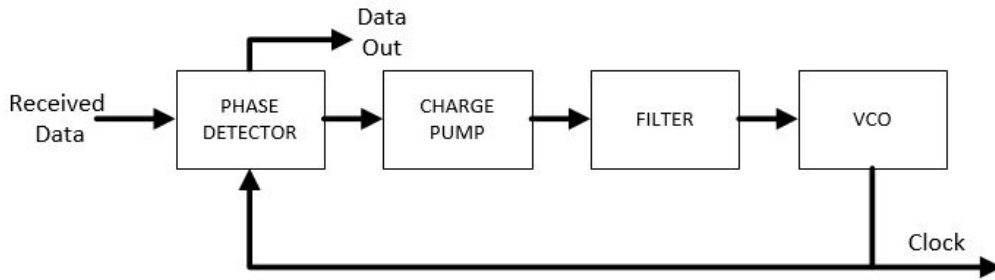 Data
Out
Received
Data
PHASE
DETECTOR
CHARGE
PUMP
FILTER
VCO
Clock